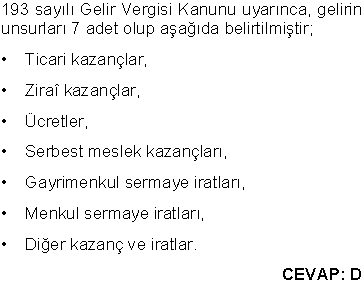 193 sayılı Gelir Vergisi Kanunu uyarınca, gelirin
unsurları 7 adet olup aşağıda belirtilmiştir;
• Ticari kazançlar,
• Ziraî kazançlar,
• Ücretler,
• Serbest meslek kazançları,
• Gayrimenkul sermaye iratları,
• Menkul sermaye iratları,
• Diğer kazanç ve iratlar.
CEVAP: D